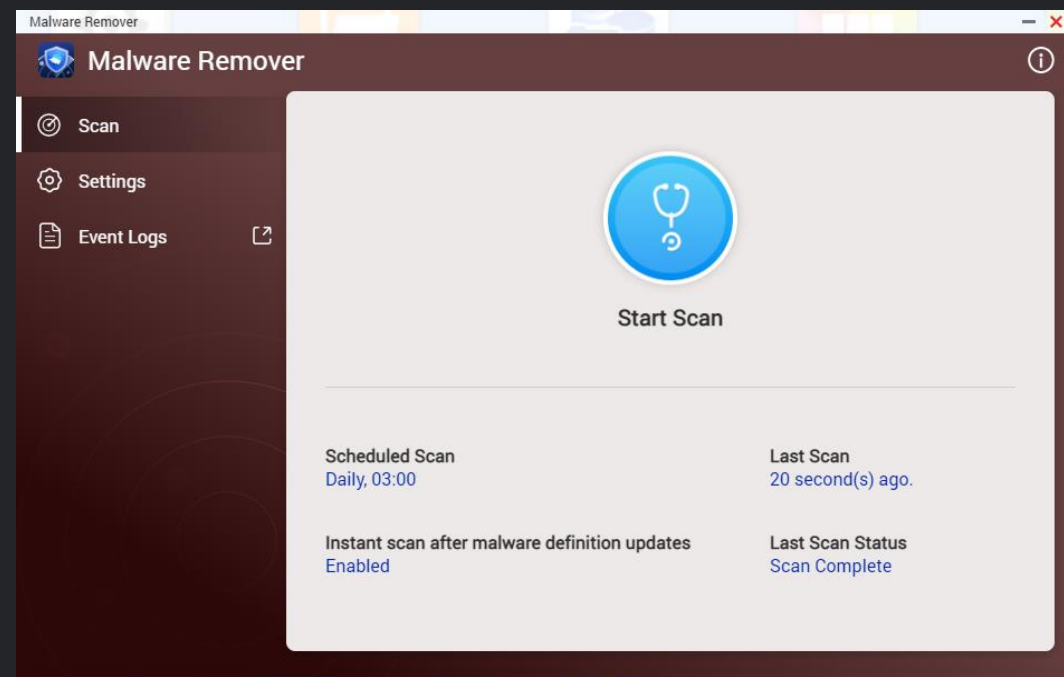 Malware Remover
Malware Remover
Scan
Settings
Event Logs
Start Scan
Scheduled Scan
Daily, 03:00
Last Scan
20 second(s) ago.
Instant scan after malware definition updates
Enabled
Last Scan Status
Scan Complete